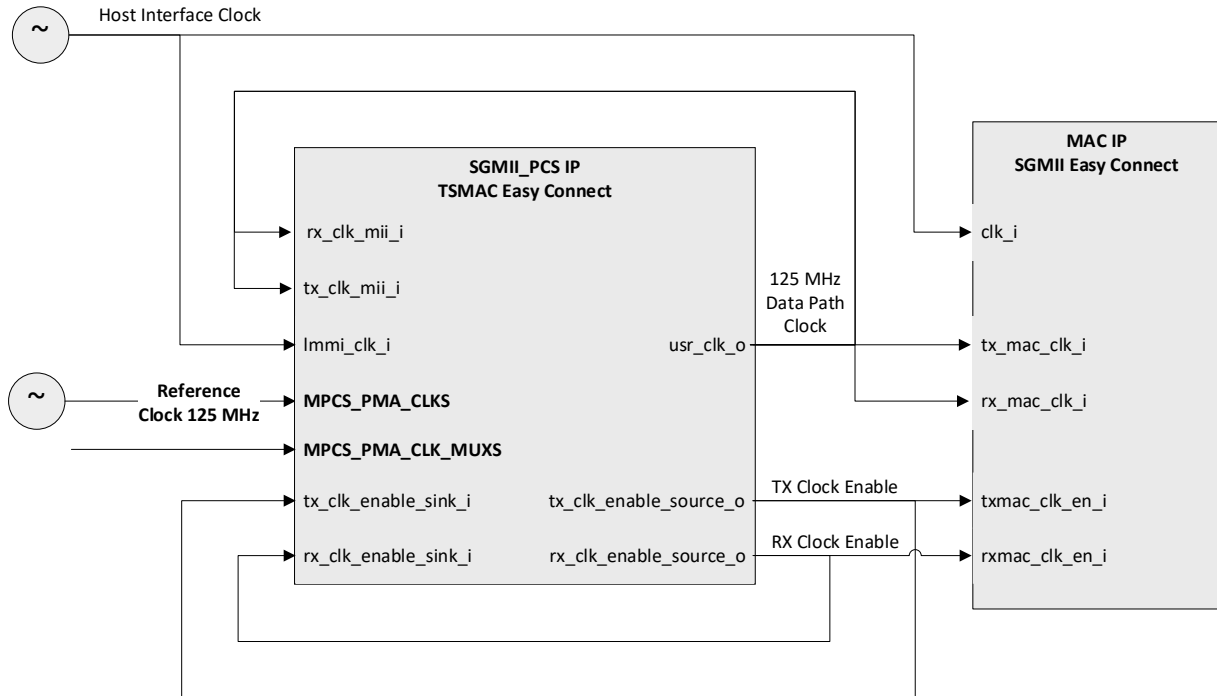 Host Interface Clock
~
SGMII_PCS IP
TSMAC Easy Connect
MAC IP
SGMII Easy Connect
rx_clk_mii_i
clk_i
tx_clk_mii_i
125 MHz
Data Path
Clock
lmmi_clk_i
usr_clk_o
tx_mac_clk_i
~
Reference
Clock 125 MHz
MPCS_PMA_CLKS
rx_mac_clk_i
MPCS_PMA_CLK_MUXS
TX Clock Enable
tx_clk_enable_sink_i
tx_clk_enable_source_o
txmac_clk_en_i
RX Clock Enable
rx_clk_enable_sink_i
rx_clk_enable_source_o
rxmac_clk_en_i